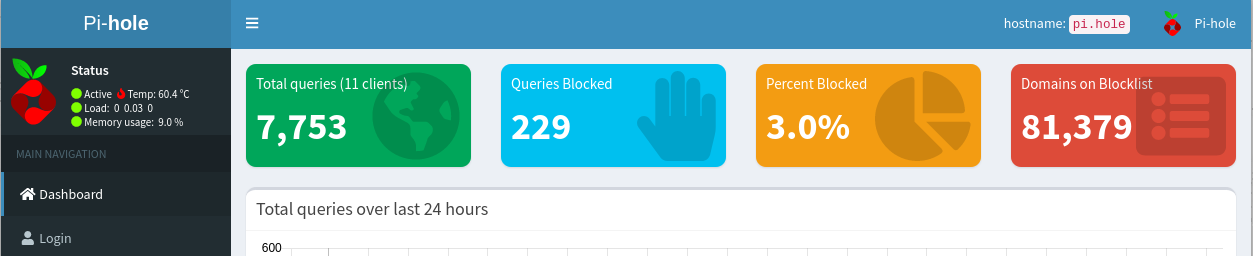 Pi-hole
hostname: pi.hole
Pi-hole
Status
Active Temp: 60.4 °C
Load: 0 0.03 0
Memory usage: 9.0 %
MAIN NAVIGATION
Dashboard
Login
Total queries (11 clients)
7,753
Queries Blocked
229
Percent Blocked
3.0%
Domains on Blocklist
81,379
Total queries over last 24 hours
600